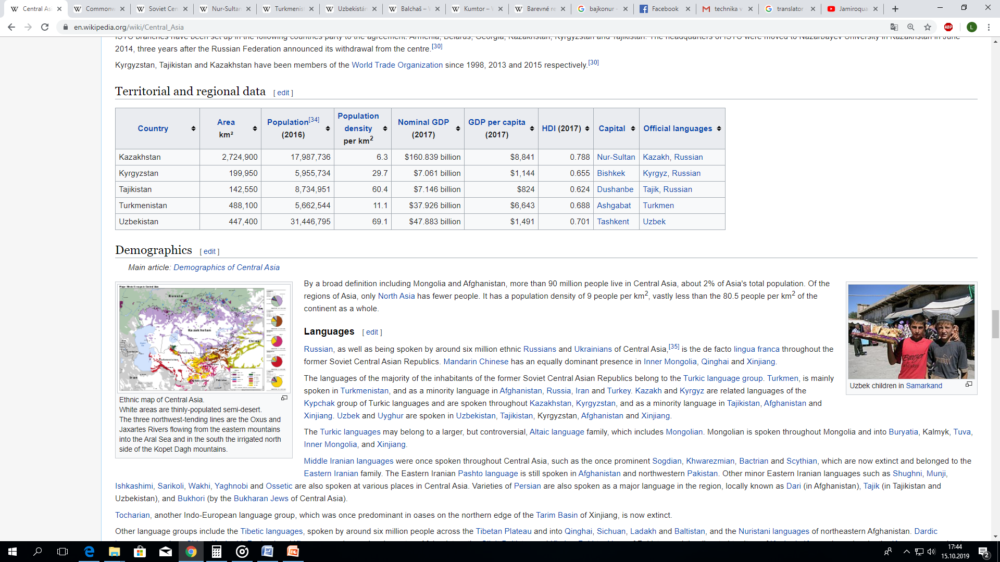 Central As
Commonw
Soviet Cen
Nur-Sultan
Turkmenis
Uzbekistán
Balchaš –
Kumtor –
Barevné re
bajkonur -
Facebook
technika v
translator
Jamiroqua
en.wikipedia.org/wiki/Central_Asia
ABP
L
2014, three years after the Russian Federation announced its withdrawal from the centre.[30]
Kyrgyzstan, Tajikistan and Kazakhstan have been members of the World Trade Organization since 1998, 2013 and 2015 respectively.[30]
Territorial and regional data [ edit ]
Country Area km² Population[34] (2016) Population density per km2 Nominal GDP (2017) GDP per capita (2017) HDI (2017) Capital Official languages
Kazakhstan 2,724,900 17,987,736 6.3 $160.839 billion $8,841 0.788 Nur-Sultan Kazakh, Russian
Kyrgyzstan 199,950 5,955,734 29.7 $7.061 billion $1,144 0.655 Bishkek Kyrgyz, Russian
Tajikistan 142,550 8,734,951 60.4 $7.146 billion $824 0.624 Dushanbe Tajik, Russian
Turkmenistan 488,100 5,662,544 11.1 $37.926 billion $6,643 0.688 Ashgabat Turkmen
Uzbekistan 447,400 31,446,795 69.1 $47.883 billion $1,491 0.701 Tashkent Uzbek
Demographics [ edit ]
Main article: Demographics of Central Asia
Major Ethnic Groups in Central Asia
Russia
Kazakhstan
China
Iran
Ethnic map of Central Asia.
White areas are thinly-populated semi-desert.
The three northwest-tending lines are the Oxus and
Jaxartes Rivers flowing from the eastern mountains
into the Aral Sea and in the south the irrigated north
side of the Kopet Dagh mountains.
By a broad definition including Mongolia and Afghanistan, more than 90 million people live in Central Asia, about 2% of Asia's total population. Of the
regions of Asia, only North Asia has fewer people. It has a population density of 9 people per km2, vastly less than the 80.5 people per km2 of the
continent as a whole.
Uzbek children in Samarkand
Languages [ edit ]
Russian, as well as being spoken by around six million ethnic Russians and Ukrainians of Central Asia,[35] is the de facto lingua franca throughout the
former Soviet Central Asian Republics. Mandarin Chinese has an equally dominant presence in Inner Mongolia, Qinghai and Xinjiang.
The languages of the majority of the inhabitants of the former Soviet Central Asian Republics belong to the Turkic language group. Turkmen, is mainly
spoken in Turkmenistan, and as a minority language in Afghanistan, Russia, Iran and Turkey. Kazakh and Kyrgyz are related languages of the
Kypchak group of Turkic languages and are spoken throughout Kazakhstan, Kyrgyzstan, and as a minority language in Tajikistan, Afghanistan and
Xinjiang. Uzbek and Uyghur are spoken in Uzbekistan, Tajikistan, Kyrgyzstan, Afghanistan and Xinjiang.
The Turkic languages may belong to a larger, but controversial, Altaic language family, which includes Mongolian. Mongolian is spoken throughout Mongolia and into Buryatia, Kalmyk, Tuva,
Inner Mongolia, and Xinjiang.
Middle Iranian languages were once spoken throughout Central Asia, such as the once prominent Sogdian, Khwarezmian, Bactrian and Scythian, which are now extinct and belonged to the
Eastern Iranian family. The Eastern Iranian Pashto language is still spoken in Afghanistan and northwestern Pakistan. Other minor Eastern Iranian languages such as Shughni, Munji,
Ishkashimi, Sarikoli, Wakhi, Yaghnobi and Ossetic are also spoken at various places in Central Asia. Varieties of Persian are also spoken as a major language in the region, locally known as Dari (in Afghanistan), Tajik (in Tajikistan and
Uzbekistan), and Bukhori (by the Bukharan Jews of Central Asia).
Tocharian, another Indo-European language group, which was once predominant in oases on the northern edge of the Tarim Basin of Xinjiang, is now extinct.
Other language groups include the Tibetic languages, spoken by around six million people across the Tibetan Plateau and into Qinghai, Sichuan, Ladakh and Baltistan, and the Nuristani languages of northeastern Afghanistan. Dardic
17:44
15.10.2019
2